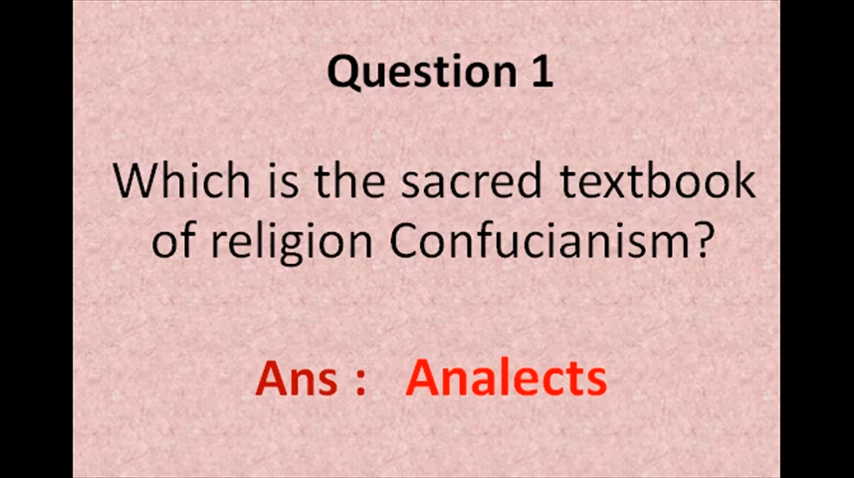 Question 1
Which is the sacred textbook
of religion Confucianism?
Ans : Analects